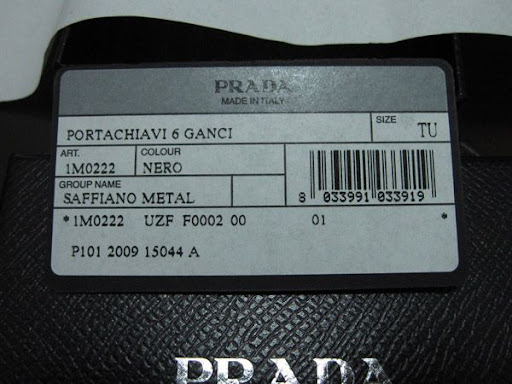 PRADA
MADE IN ITALY
PORTACHIAVI 6 GANCI
SIZE TU
ART. COLOUR
1M0222 NERO
GROUP NAME
SAFFIANO METAL
8 033991 033919
*1M0222 UZF F0002 00 01 *
P101 2009 15044 A
PRADA